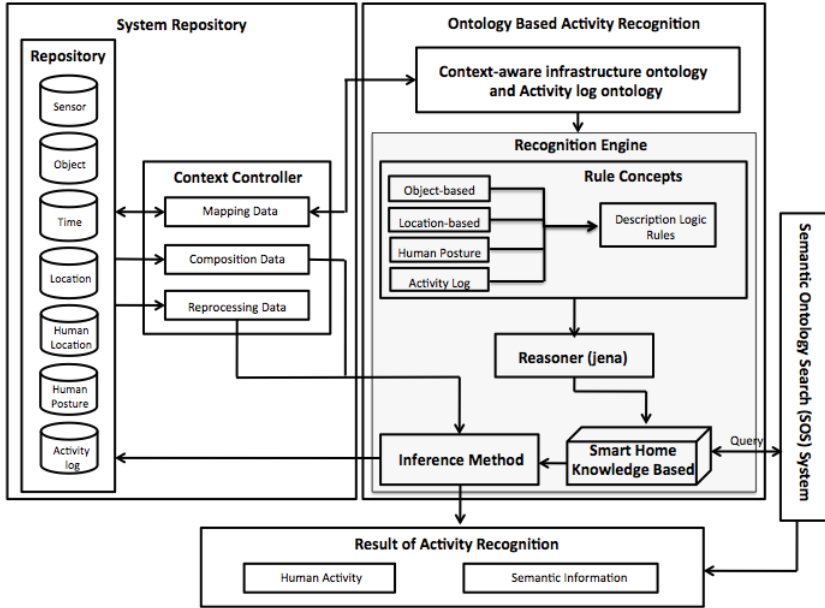 System Repository
Repository
Sensor
Object
Time
Location
Human
Location
Human
Posture
Activity
log
Context Controller
Mapping Data
Composition Data
Reprocessing Data
Ontology Based Activity Recognition
Context-aware infrastructure ontology
and Activity log ontology
Recognition Engine
Rule Concepts
Object-based
Location-based
Human Posture
Activity Log
Description Logic
Rules
Reasoner (jena)
Inference Method
Smart Home
Knowledge Based
Query
Semantic Ontology Search (SOS) System
Result of Activity Recognition
Human Activity
Semantic Information